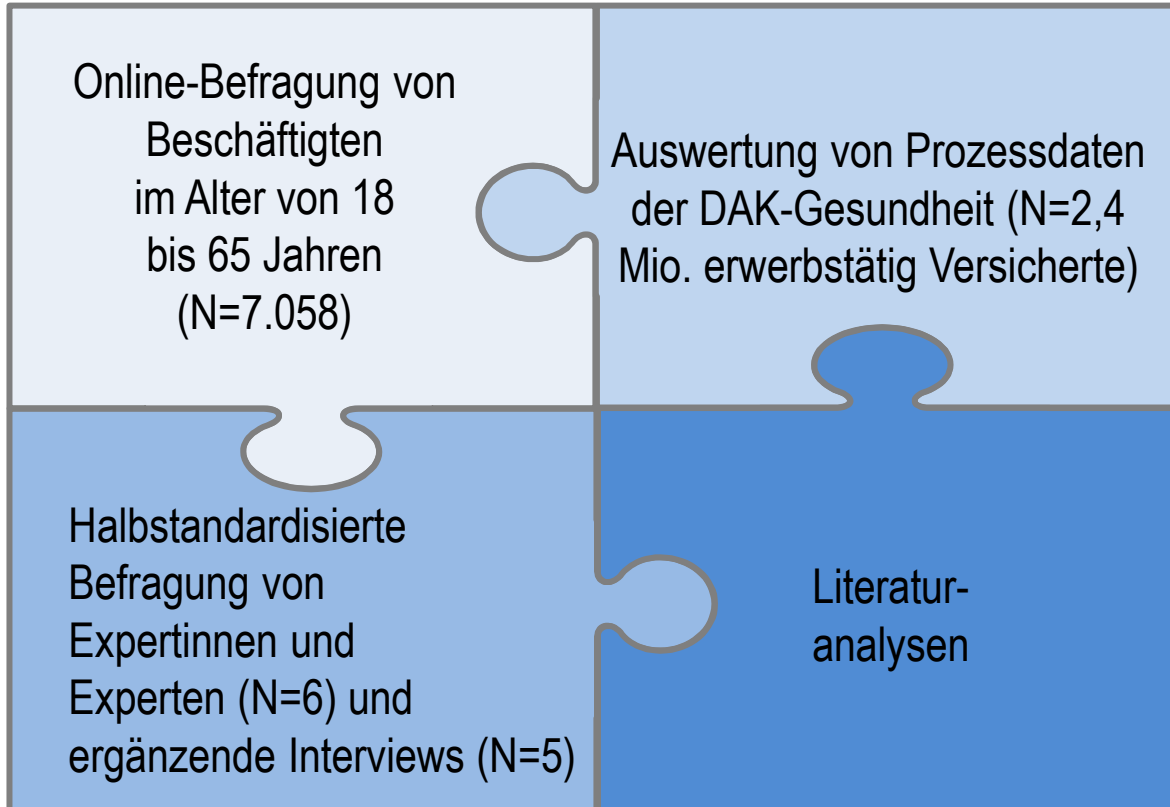 Online-Befragung von
Beschäftigten
im Alter von 18
bis 65 Jahren
(N=7.058)
Auswertung von Prozessdaten
der DAK-Gesundheit (N=2,4
Mio. erwerbstätig Versicherte)
Halbstandardisierte
Befragung von
Expertinnen und
Experten (N=6) und
ergänzende Interviews (N=5)
Literatur-
analysen